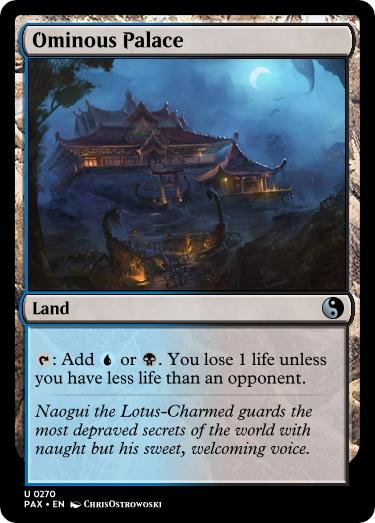 Ominous Palace
Land
: Add or . You lose 1 life unless
you have less life than an opponent.
Naogui the Lotus-Charmed guards the
most depraved secrets of the world with
naught but his sweet, welcoming voice.
U 0270
PAX • EN ChrisOstrowoski